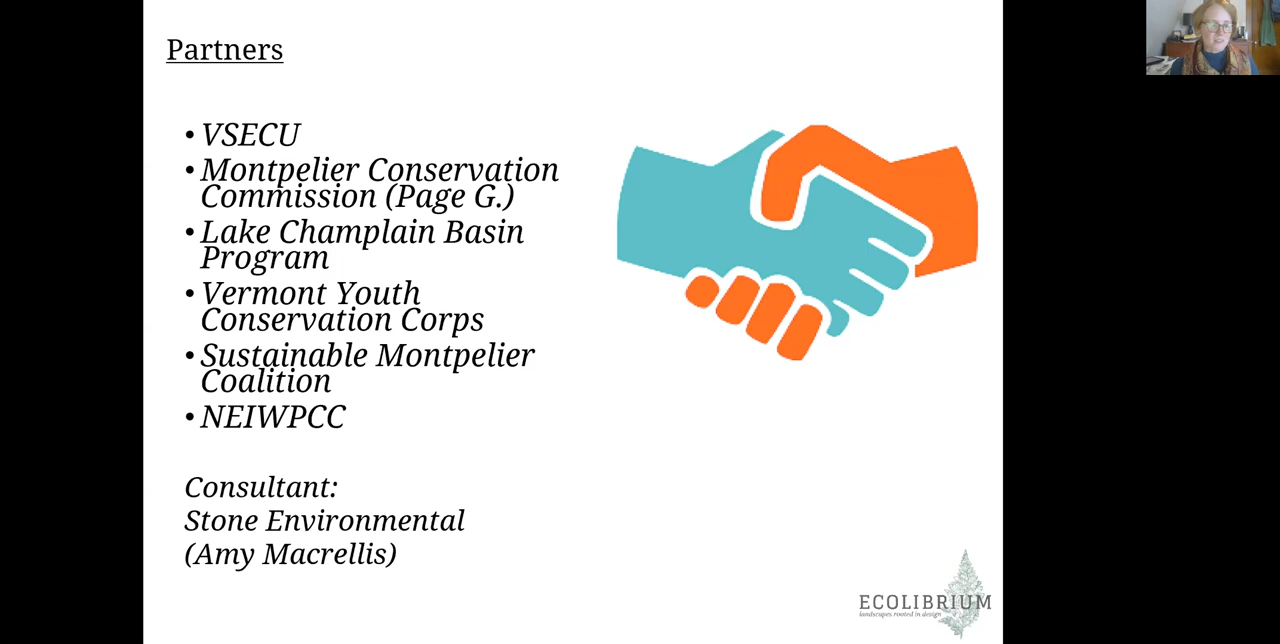 Partners
• VSECU
• Montpelier Conservation
Commission (Page G.)
• Lake Champlain Basin
Program
• Vermont Youth
Conservation Corps
• Sustainable Montpelier
Coalition
• NEIWPCC
Consultant:
Stone Environmental
(Amy Macrellis)
ECOLIBRIUM
landscapes rooted in design